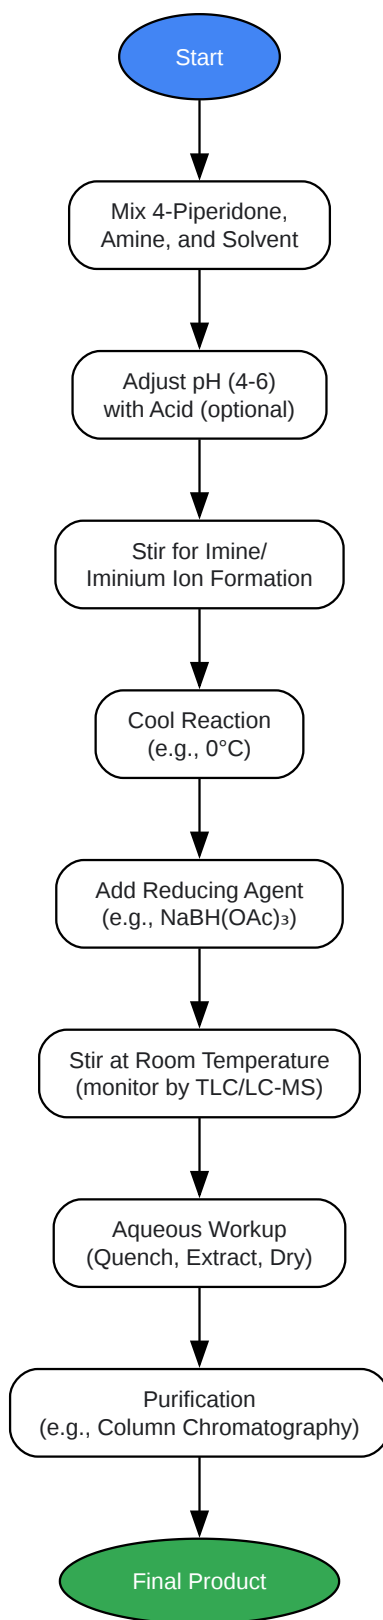 Start
Mix 4-Piperidone,
Amine, and Solvent
Adjust pH (4-6)
with Acid (optional)
Stir for Imine/
Iminium Ion Formation
Cool Reaction
(e.g., 0°C)
Add Reducing Agent
(e.g., NaBH(OAc)₃)
Stir at Room Temperature
(monitor by TLC/LC-MS)
Aqueous Workup
(Quench, Extract, Dry)
Purification
(e.g., Column Chromatography)
Final Product